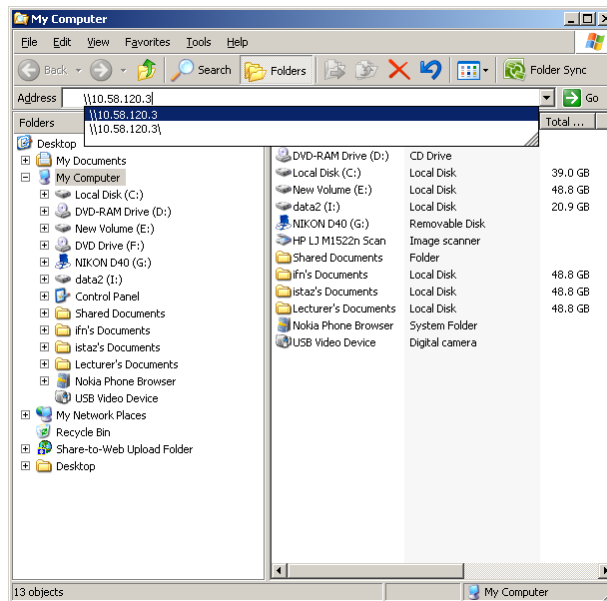 My Computer
File Edit View Favorites Tools Help
Back Search Folders Folder Sync
Address \\10.58.120.3 Go
\\10.58.120.3
\\10.58.120.3\
Folders
Desktop
My Documents
My Computer
Local Disk (C:)
DVD-RAM Drive (D:)
New Volume (E:)
DVD Drive (F:)
NIKON D40 (G:)
data2 (I:)
Control Panel
Shared Documents
ifn's Documents
istaz's Documents
Lecturer's Documents
Nokia Phone Browser
USB Video Device
My Network Places
Recycle Bin
Share-to-Web Upload Folder
Desktop
Total ...
DVD-RAM Drive (D:) CD Drive
Local Disk (C:) Local Disk 39.0 GB
New Volume (E:) Local Disk 48.8 GB
data2 (I:) Local Disk 20.9 GB
NIKON D40 (G:) Removable Disk
HP LJ M1522n Scan Image scanner
Shared Documents Folder
ifn's Documents Local Disk 48.8 GB
istaz's Documents Local Disk 48.8 GB
Lecturer's Documents Local Disk 48.8 GB
Nokia Phone Browser System Folder
USB Video Device Digital camera
13 objects My Computer